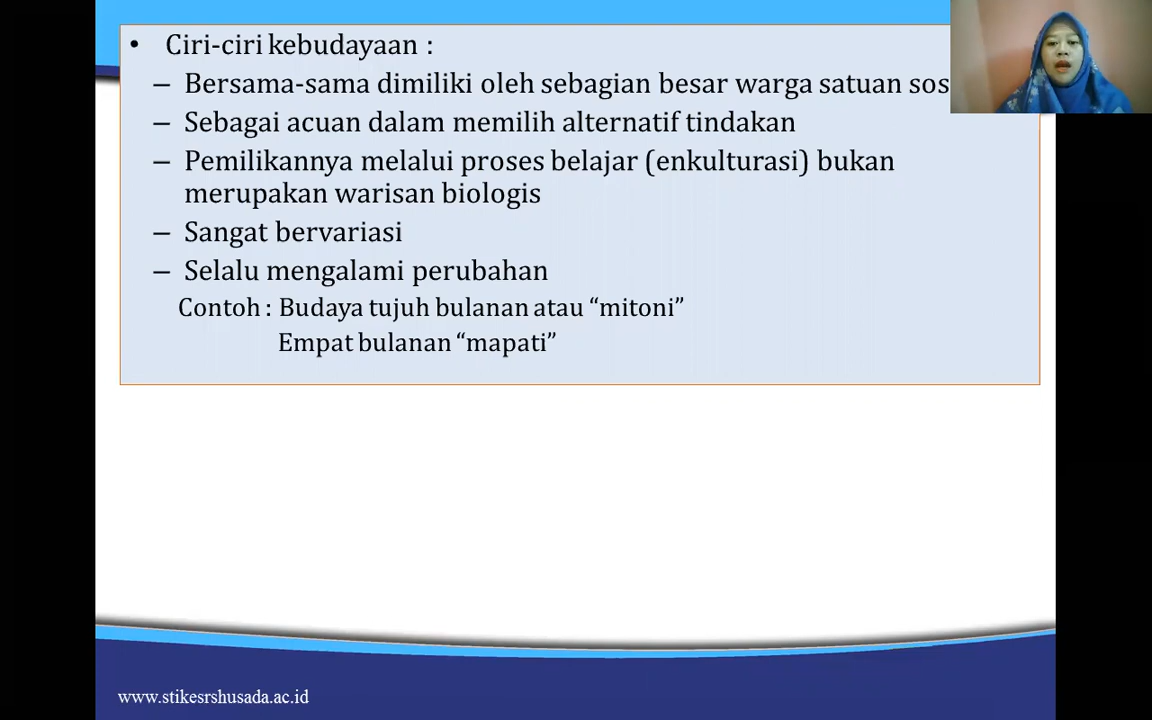 • Ciri-ciri kebudayaan :
– Bersama-sama dimiliki oleh sebagian besar warga satuan
– Sebagai acuan dalam memilih alternatif tindakan
– Pemilikannya melalui proses belajar (enkulturasi) bukan
merupakan warisan biologis
– Sangat bervariasi
– Selalu mengalami perubahan
Contoh : Budaya tujuh bulanan atau “mitoni”
Empat bulanan “mapati”
www.stikesrshusada.ac.id